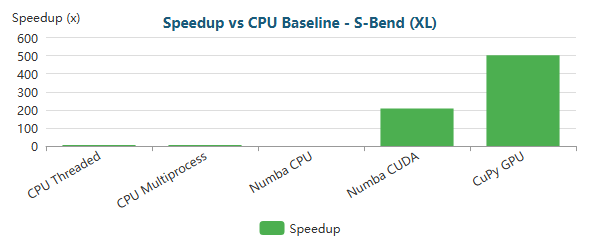 Speedup (x)
Speedup vs CPU Baseline - S-Bend (XL)
600
500
400
300
200
100
0
CPU Threaded
CPU Multiprocess
Numba CPU
Numba CUDA
CuPy GPU
Speedup